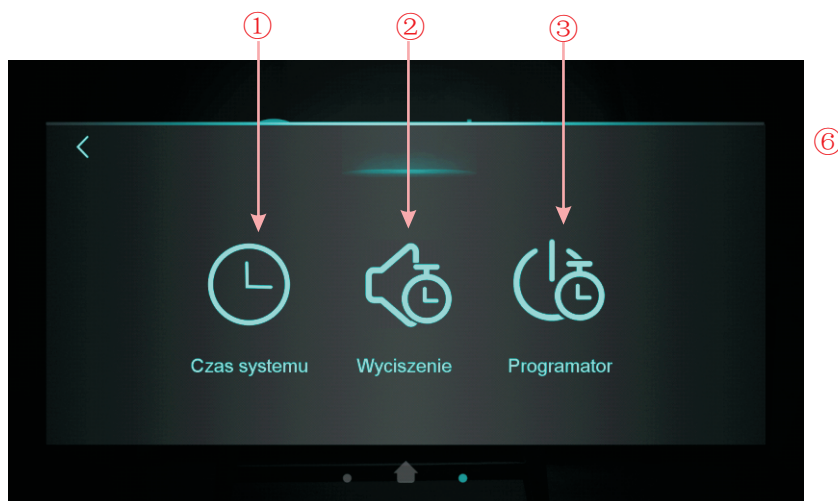 ① ② ③
⑥
Czas systemu Wyciszenie Programator